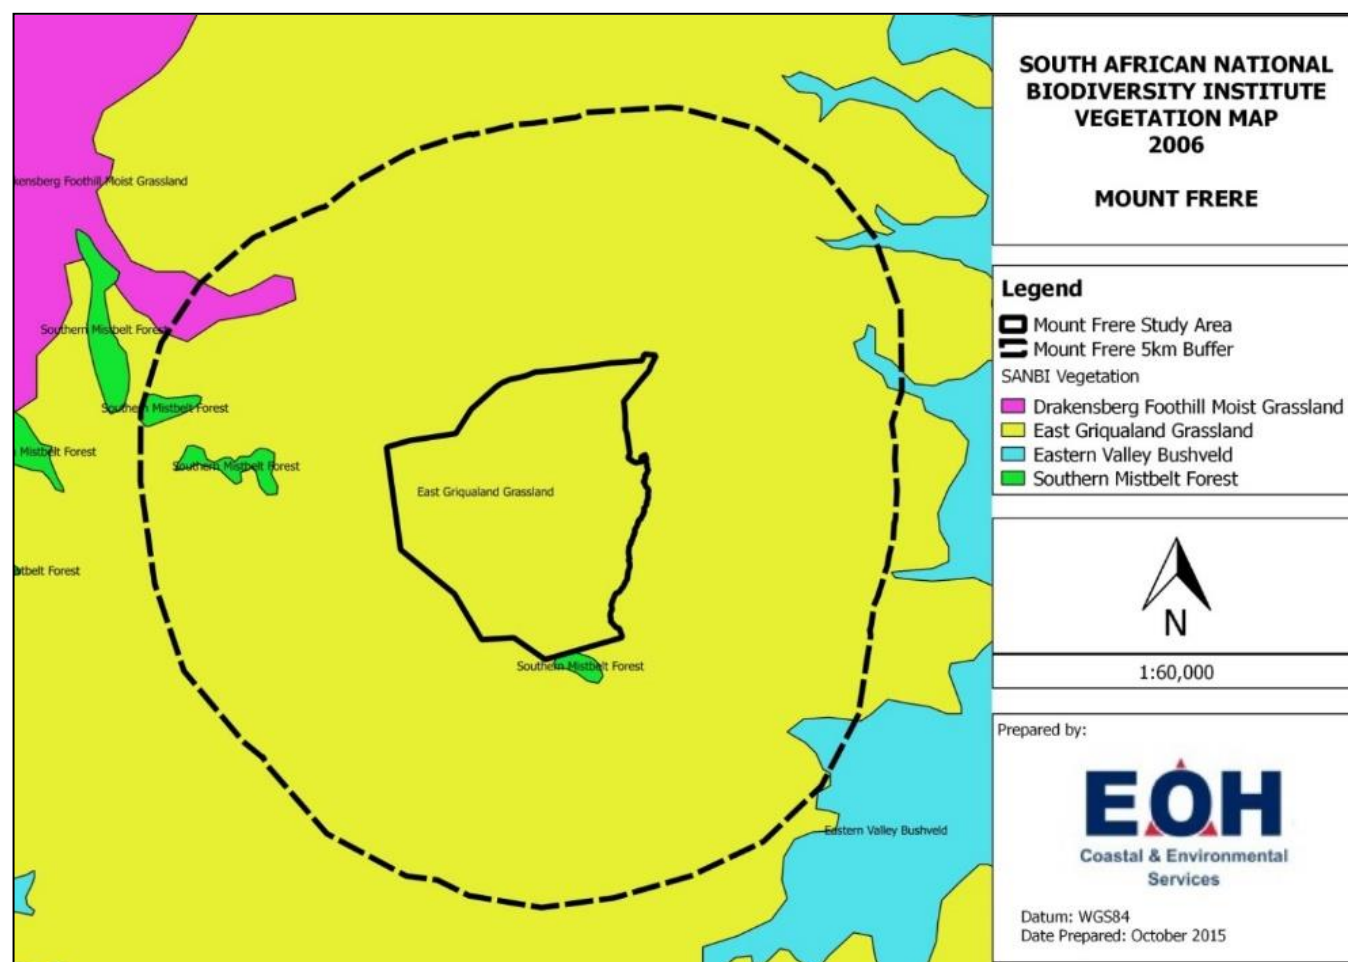 kensberg Foothill Moist Grassland
Southern Mistbelt Forest
Southern Mistbelt Forest
Mistbelt Forest
Southern Mistbelt Forest
East Griqualand Grassland
tbelt Forest
Southern Mistbelt Forest
Eastern Valley Bushveld
SOUTH AFRICAN NATIONAL
BIODIVERSITY INSTITUTE
VEGETATION MAP
2006
MOUNT FRERE
Legend
Mount Frere Study Area
Mount Frere 5km Buffer
SANBI Vegetation
Drakensberg Foothill Moist Grassland
East Griqualand Grassland
Eastern Valley Bushveld
Southern Mistbelt Forest
N
1:60,000
Prepared by:
EOH
Coastal & Environmental
Services
Datum: WGS84
Date Prepared: October 2015